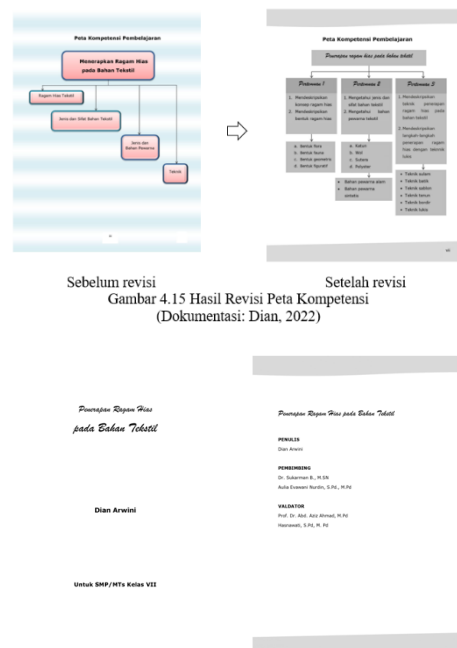 Peta Kompetensi Pembelajaran
Menerapkan Ragam Hias
pada Bahan Tekstil
Ragam Hias Tekstil
Jenis dan Sifat Bahan Tekstil
Jenis dan
Bahan Pewarna
Teknik
Peta Kompetensi Pembelajaran
Penerapan ragam hias pada bahan tekstil
Pertemuan 1
1. Mendeskripsikan
konsep ragam hias
2. Mendeskripsikan
bentuk ragam hias
a. Bentuk flora
b. Bentuk fauna
c. Bentuk geometris
d. Bentuk figuratif
Pertemuan 2
1. Mengetahui jenis dan
sifat bahan tekstil
2. Mengetahui bahan
pewarna tekstil
a. Katun
b. Wol
c. Sutera
d. Poliester
• Bahan pewarna alam
• Bahan pewarna
sintetis
Pertemuan 3
1. Mendeskripsikan
teknik penerapan
ragam hias pada
bahan tekstil
2. Mendeskripsikan
langkah-langkah
penerapan ragam
hias dengan teknik
lukis
• Teknik sulam
• Teknik batik
• Teknik sablon
• Teknik tenun
• Teknik bordir
• Teknik lukis
Sebelum revisi
Setelah revisi
Gambar 4.15 Hasil Revisi Peta Kompetensi
(Dokumentasi: Dian, 2022)
Penerapan Ragam Hias
pada Bahan Tekstil
Dian Arwini
Untuk SMP/MTs Kelas VII
Penerapan Ragam Hias pada Bahan Tekstil
PENULIS
Dian Arwini
PEMBIMBING
Dr. Sukarman B., M.SN
Aulia Evawani Nurdin, S.Pd., M.Pd
VALDATOR
Prof. Dr. Abd. Aziz Ahmad, M.Pd
Hasnawati, S.Pd, M. Pd